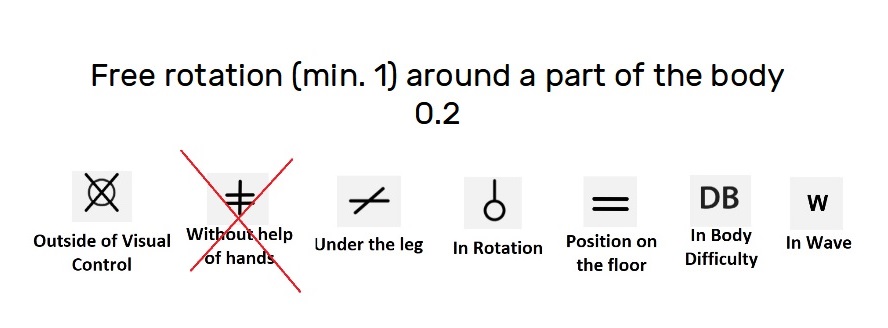 Free rotation (min. 1) around a part of the body
0.2
DB
W
Outside of Visual
Control
Without help
of hands
Under the leg
In Rotation
Position on
the floor
In Body
Difficulty
In Wave